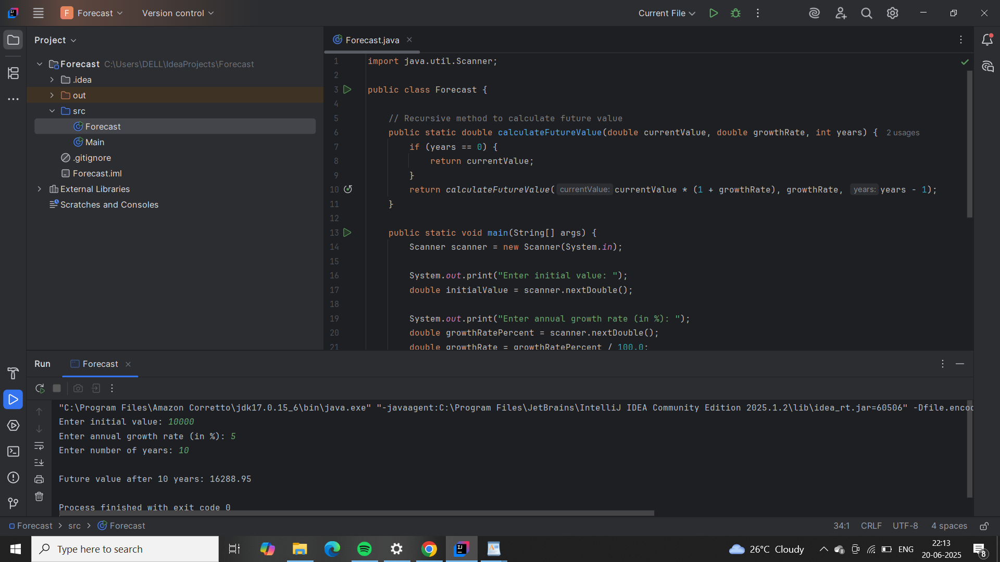 F Forecast Version control Current File
Project
Forecast C:\Users\DELL\IdeaProjects\Forecast
.idea
out
src
Forecast
Main
.gitignore
Forecast.iml
External Libraries
Scratches and Consoles
Forecast.java
1 import java.util.Scanner;
2
3 public class Forecast {
4
5 // Recursive method to calculate future value
6 public static double calculateFutureValue(double currentValue, double growthRate, int years) { 2 usages
7 if (years == 0) {
8 return currentValue;
9 }
10 return calculateFutureValue( currentValue: currentValue * (1 + growthRate), growthRate, years: years - 1);
11 }
12
13 public static void main(String[] args) {
14 Scanner scanner = new Scanner(System.in);
15
16 System.out.print("Enter initial value: ");
17 double initialValue = scanner.nextDouble();
18
19 System.out.print("Enter annual growth rate (in %): ");
20 double growthRatePercent = scanner.nextDouble();
21 double growthRate = growthRatePercent / 100.0;
Run Forecast
"C:\Program Files\Amazon Corretto\jdk17.0.15_6\bin\java.exe" "-javaagent:C:\Program Files\JetBrains\IntelliJ IDEA Community Edition 2025.1.2\lib\idea_rt.jar=60506" -Dfile.enco
Enter initial value: 10000
Enter annual growth rate (in %): 5
Enter number of years: 10
Future value after 10 years: 16288.95
Process finished with exit code 0
Forecast > src > Forecast 34:1 CRLF UTF-8 4 spaces
Type here to search
26°C Cloudy
ENG
22:13
20-06-2025
8